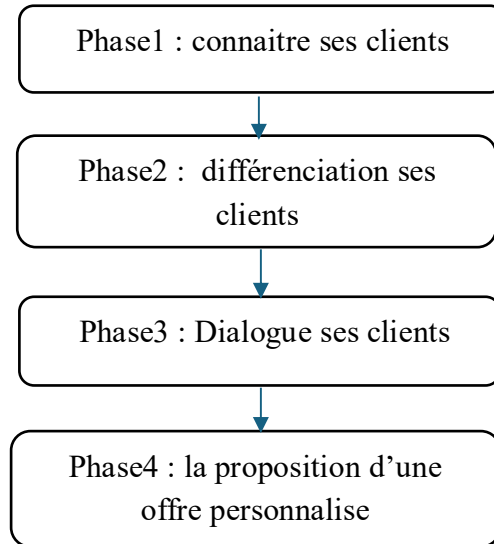 Phase1 : connaitre ses clients
Phase2 :  différenciation ses
clients
Phase3 : Dialogue ses clients
Phase4 : la proposition d’une
offre personnalise